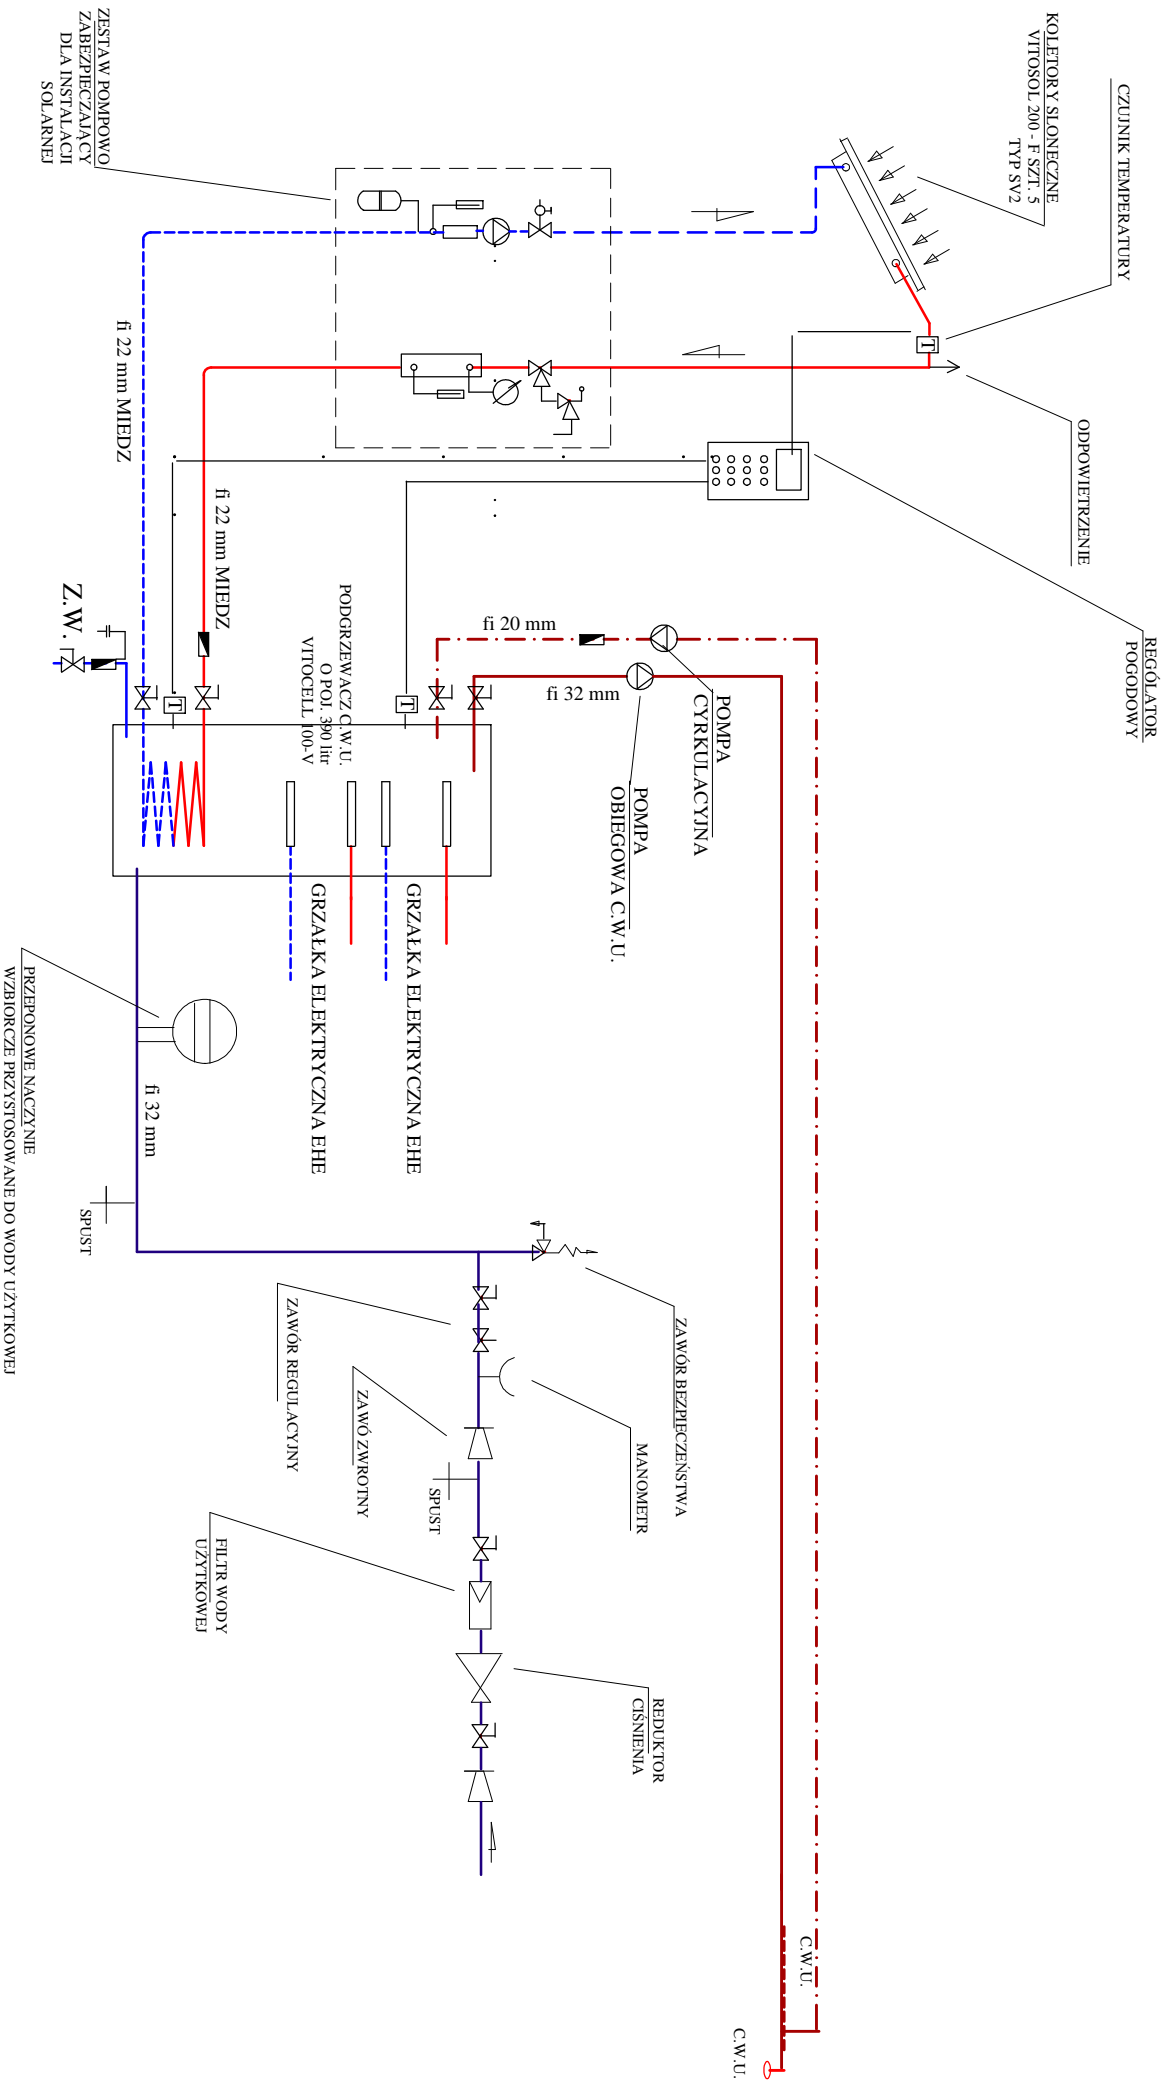 KOLETORY SLONECZNE
VITOSOL 200 - F SZT. 5
TYP SV2
CZUJNIK TEMPERATURY
ODPOWIETRZENIE
REGÓLATOR
POGODOWY
ZESTAW POMPOWO
ZABEZPIECZAJĄCY
DLA INSTALACJI
SOLARNEJ
T
fi 22 mm MIEDZ
fi 22 mm MIEDZ
Z.W.
T
T
PODGRZEWACZ C.W.U.
O POJ. 390 litr
VITOCELL 100-V
fi 20 mm
fi 32 mm
POMPA
CYRKULACYJNA
POMPA
OBIEGOWA C.W.U.
GRZAŁKA ELEKTRYCZNA EHE
GRZAŁKA ELEKTRYCZNA EHE
PRZEPONOWE NACZYNIE
WZBIORCZE PRZYSTOSOWANE DO WODY UŻYTKOWEJ
fi 32 mm
SPUST
ZAWÓR BEZPIECZEŃSTWA
MANOMETR
ZAWÓR REGULACYJNY
ZAWÓ ZWROTNY
SPUST
FILTR WODY
UŻYTKOWEJ
REDUKTOR
CIŚNIENIA
C.W.U.
C.W.U.